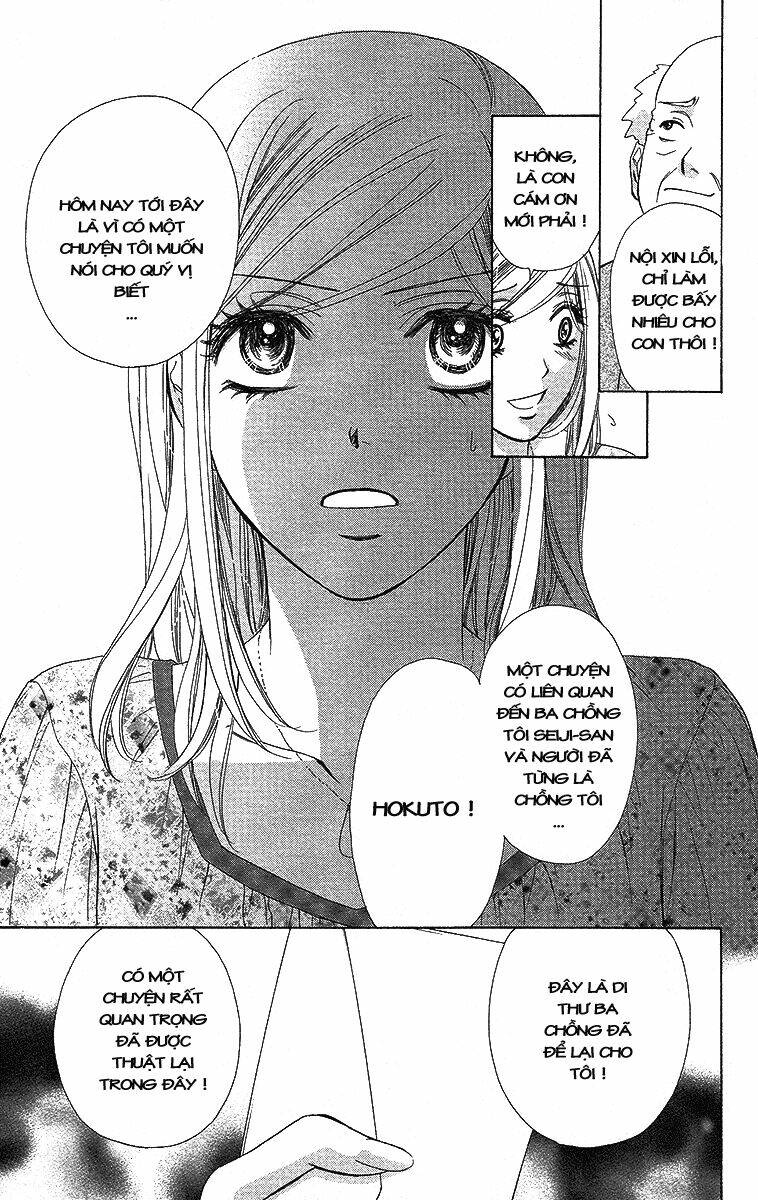 NỘI XIN LỖI,
CHỈ LÀM
ĐƯỢC BẤY
NHIÊU CHO
CON THÔI !
KHÔNG,
LÀ CON
CÁM ƠN
MỚI PHẢI !
HÔM NAY TỚI ĐÂY
LÀ VÌ CÓ MỘT
CHUYỆN TÔI MUỐN
NÓI CHO QUÝ VỊ
BIẾT
...
MỘT CHUYỆN
CÓ LIÊN QUAN
ĐẾN BA CHỒNG
TÔI SEIJI-SAN
VÀ NGƯỜI ĐÃ
TỪNG LÀ
CHỒNG TÔI
...
HOKUTO !
ĐÂY LÀ DI
THƯ BA
CHỒNG ĐÃ
ĐỂ LẠI CHO
TÔI !
CÓ MỘT
CHUYỆN RẤT
QUAN TRỌNG
ĐÃ ĐƯỢC
THUẬT LẠI
TRONG ĐÂY !